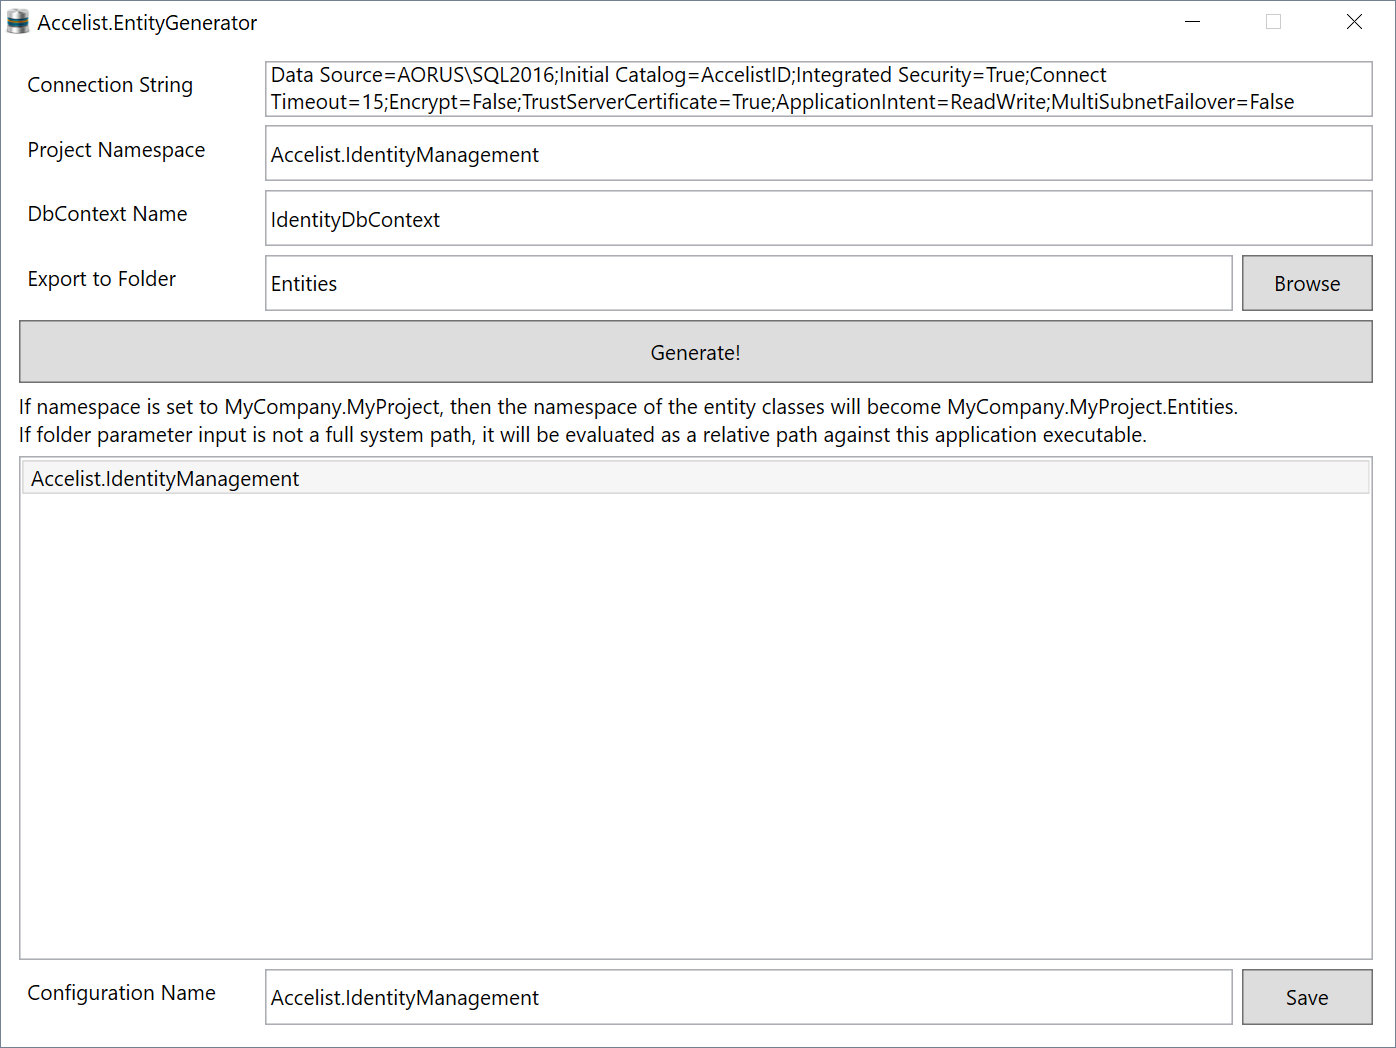 Accelist.EntityGenerator
Connection String
Data Source=AORUS\SQL2016;Initial Catalog=AccelistID;Integrated Security=True;Connect
Timeout=15;Encrypt=False;TrustServerCertificate=True;ApplicationIntent=ReadWrite;MultiSubnetFailover=False
Project Namespace
Accelist.IdentityManagement
DbContext Name
IdentityDbContext
Export to Folder
Entities
Browse
Generate!
If namespace is set to MyCompany.MyProject, then the namespace of the entity classes will become MyCompany.MyProject.Entities.
If folder parameter input is not a full system path, it will be evaluated as a relative path against this application executable.
Accelist.IdentityManagement
Configuration Name
Accelist.IdentityManagement
Save